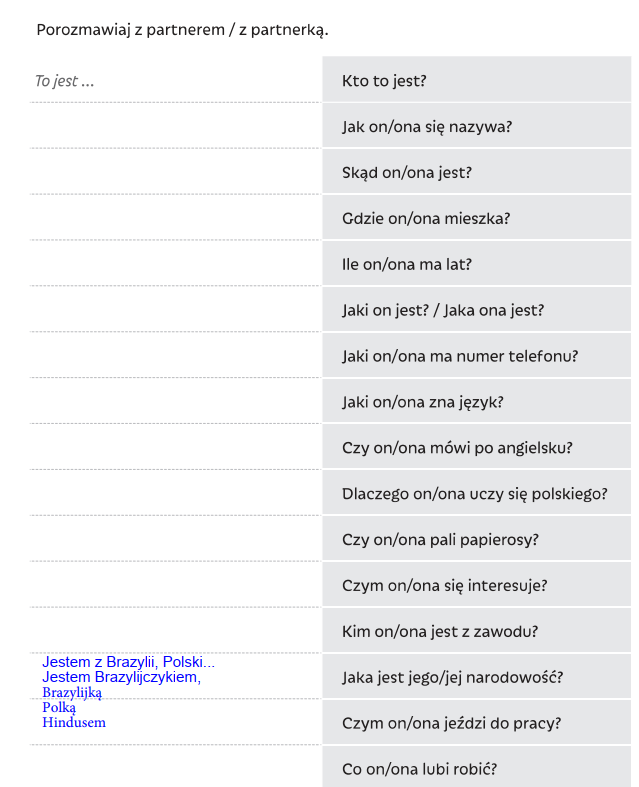 Porozmawiaj z partnerem / z partnerką.
To jest ...
Kto to jest?
Jak on/ona się nazywa?
Skąd on/ona jest?
Gdzie on/ona mieszka?
Ile on/ona ma lat?
Jaki on jest? / Jaka ona jest?
Jaki on/ona ma numer telefonu?
Jaki on/ona zna język?
Czy on/ona mówi po angielsku?
Dlaczego on/ona uczy się polskiego?
Czy on/ona pali papierosy?
Czym on/ona się interesuje?
Kim on/ona jest z zawodu?
Jestem z Brazylii, Polski...
Jestem Brazylijczykiem,
Brazylijką
Polką
Hindusem
Jaka jest jego/jej narodowość?
Czym on/ona jeździ do pracy?
Co on/ona lubi robić?